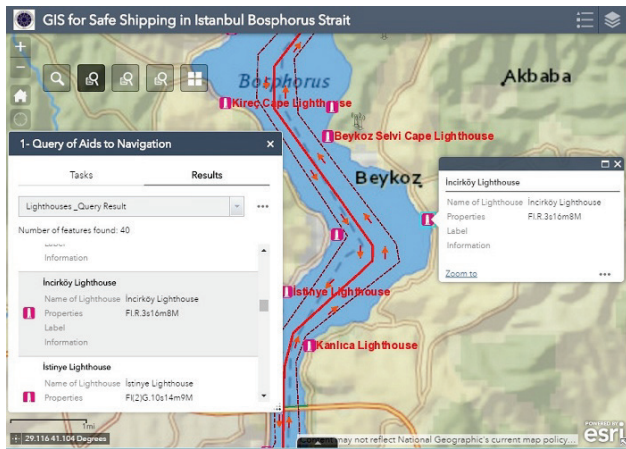 GIS for Safe Shipping in Istanbul Bosphorus Strait
Bosphorus
Akbaba
Kireç Cape Lighthouse
Beykoz Selvi Cape Lighthouse
1- Query of Aids to Navigation
×
Tasks
Results
Beykoz
Lighthouses _Query Result
Number of features found: 40
Label
Information
İncirköy Lighthouse
Name of Lighthouse İncirköy Lighthouse
Properties Fl.R.3s16m8M
Label
Information
İstinye Lighthouse
Name of Lighthouse İstinye Lighthouse
Properties Fl(2)G.10s14m9M
İncirköy Lighthouse
Name of Lighthouse İncirköy Lighthouse
Properties Fl.R.3s16m8M
Label
Information
Zoom to
İstinye Lighthouse
Kanlıca Lighthouse
1mi
29.116 41.104 Degrees
may not reflect National Geographic's current map policy...
POWERED BY
esri